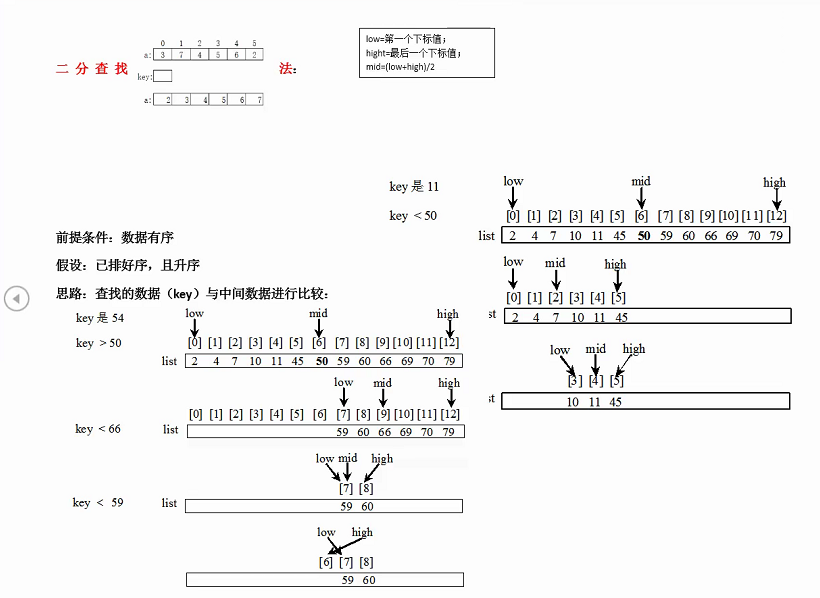 0 1 2 3 4 5
a: 3 7 4 5 6 2
二 分 查 找 法：
key:
a: 2 3 4 5 6 7
low=第一个下标值；
hight=最后一个下标值；
mid=(low+high)/2
key 是 11
low mid high
key < 50
[0] [1] [2] [3] [4] [5] [6] [7] [8] [9] [10] [11] [12]
list 2 4 7 10 11 45 50 59 60 66 69 70 79
low mid high
[0] [1] [2] [3] [4] [5]
st 2 4 7 10 11 45
low mid high
[3] [4] [5]
st 10 11 45
前提条件：数据有序
假设：已排好序，且升序
思路：查找的数据（key）与中间数据进行比较：
key 是 54
low mid high
key > 50
[0] [1] [2] [3] [4] [5] [6] [7] [8] [9] [10] [11] [12]
list 2 4 7 10 11 45 50 59 60 66 69 70 79
low mid high
[0] [1] [2] [3] [4] [5] [6] [7] [8] [9] [10] [11] [12]
key < 66 list 59 60 66 69 70 79
low mid high
[7] [8]
key < 59 list 59 60
low high
[6] [7] [8]
59 60